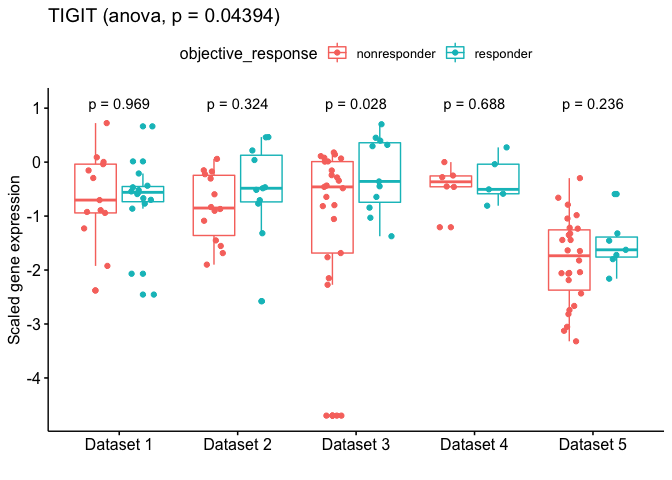 TIGIT (anova, p = 0.04394)
objective_response nonresponder responder
p = 0.969 p = 0.324 p = 0.028 p = 0.688 p = 0.236
1
0
-1
-2
-3
-4
Scaled gene expression
Dataset 1 Dataset 2 Dataset 3 Dataset 4 Dataset 5